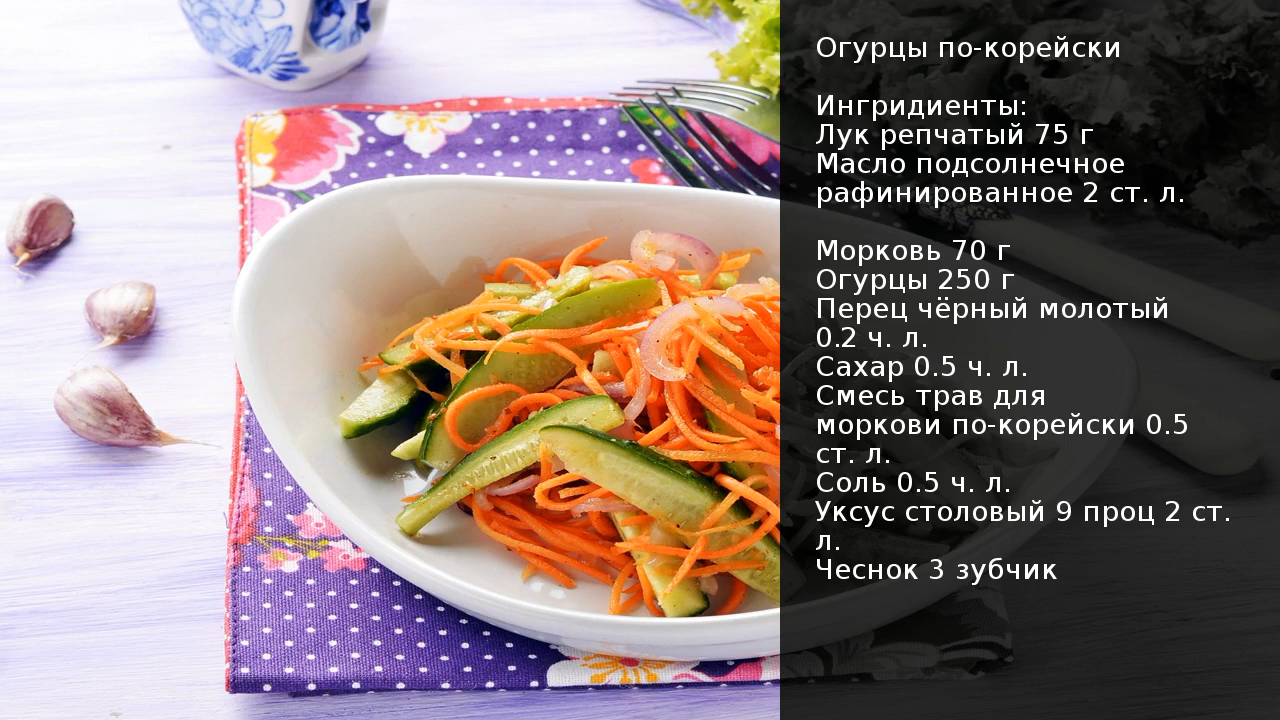 Огурцы по-корейски
Ингридиенты:
Лук репчатый 75 г
Масло подсолнечное
рафинированное 2 ст. л.
Морковь 70 г
Огурцы 250 г
Перец чёрный молотый
0.2 ч. л.
Сахар 0.5 ч. л.
Смесь трав для
моркови по-корейски 0.5
ст. л.
Соль 0.5 ч. л.
Уксус столовый 9 проц 2 ст.
л.
Чеснок 3 зубчик